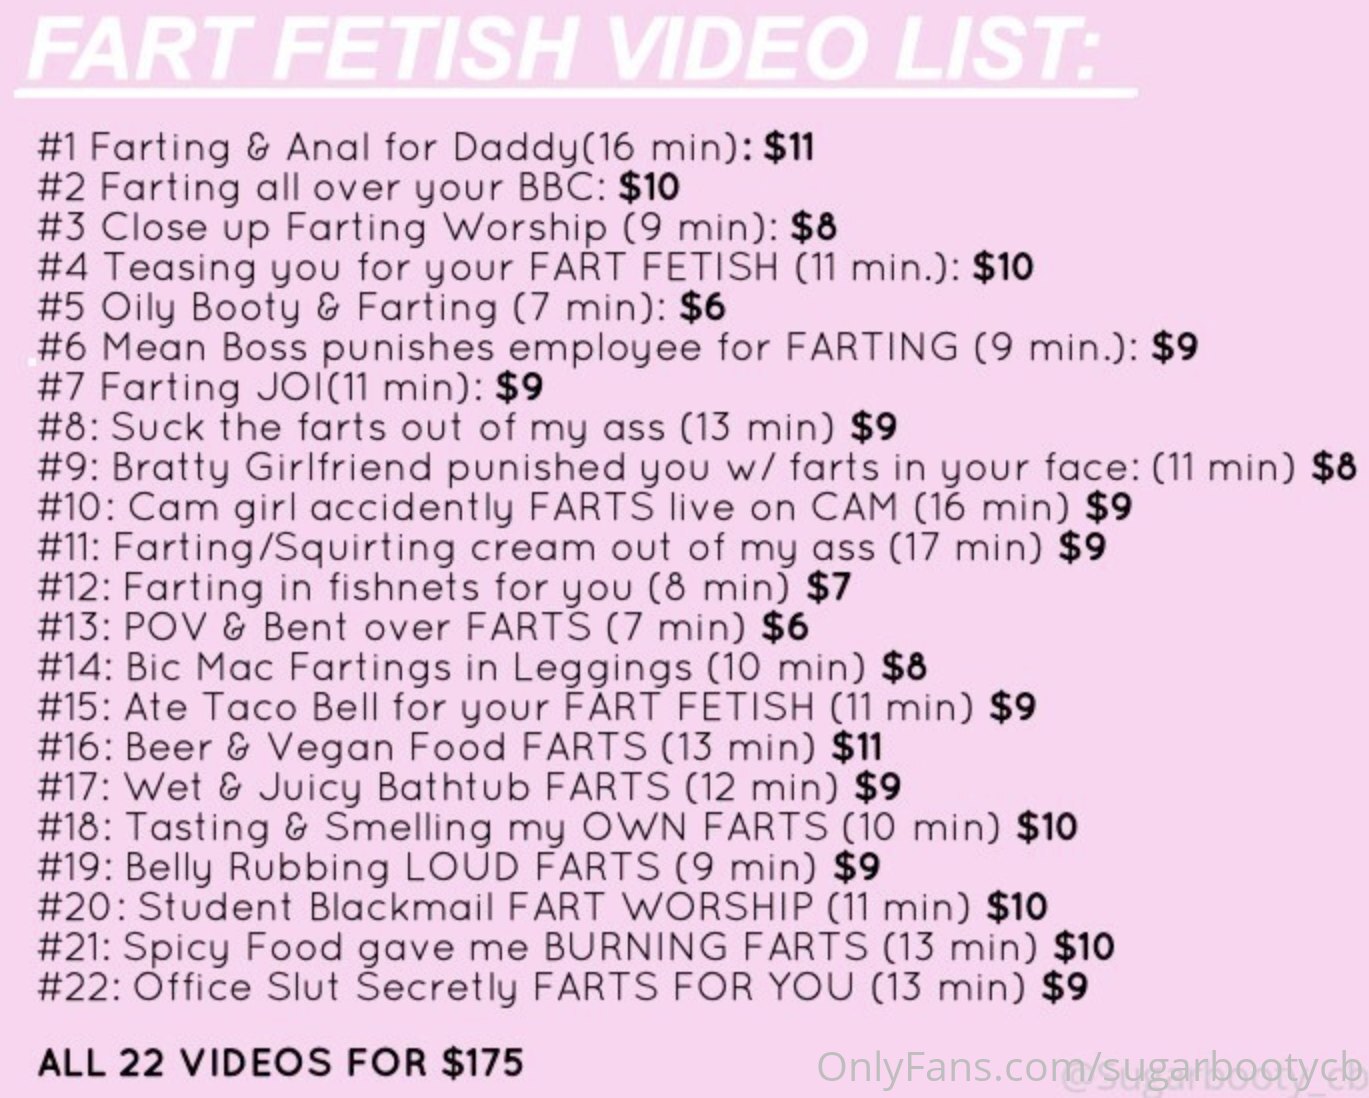 FART FETISH VIDEO LIST:
#1 Farting & Anal for Daddy(16 min): $11
#2 Farting all over your BBC: $10
#3 Close up Farting Worship (9 min): $8
#4 Teasing you for your FART FETISH (11 min.): $10
#5 Oily Booty & Farting (7 min): $6
#6 Mean Boss punishes employee for FARTING (9 min.): $9
#7 Farting JOI(11 min): $9
#8: Suck the farts out of my ass (13 min) $9
#9: Bratty Girlfriend punished you w/ farts in your face: (11 min) $8
#10: Cam girl accidently FARTS live on CAM (16 min) $9
#11: Farting/Squirting cream out of my ass (17 min) $9
#12: Farting in fishnets for you (8 min) $7
#13: POV & Bent over FARTS (7 min) $6
#14: Bic Mac Fartings in Leggings (10 min) $8
#15: Ate Taco Bell for your FART FETISH (11 min) $9
#16: Beer & Vegan Food FARTS (13 min) $11
#17: Wet & Juicy Bathtub FARTS (12 min) $9
#18: Tasting & Smelling my OWN FARTS (10 min) $10
#19: Belly Rubbing LOUD FARTS (9 min) $9
#20: Student Blackmail FART WORSHIP (11 min) $10
#21: Spicy Food gave me BURNING FARTS (13 min) $10
#22: Office Slut Secretly FARTS FOR YOU (13 min) $9
ALL 22 VIDEOS FOR $175
OnlyFans.com/sugarbootycb
@sugarbooty_cb